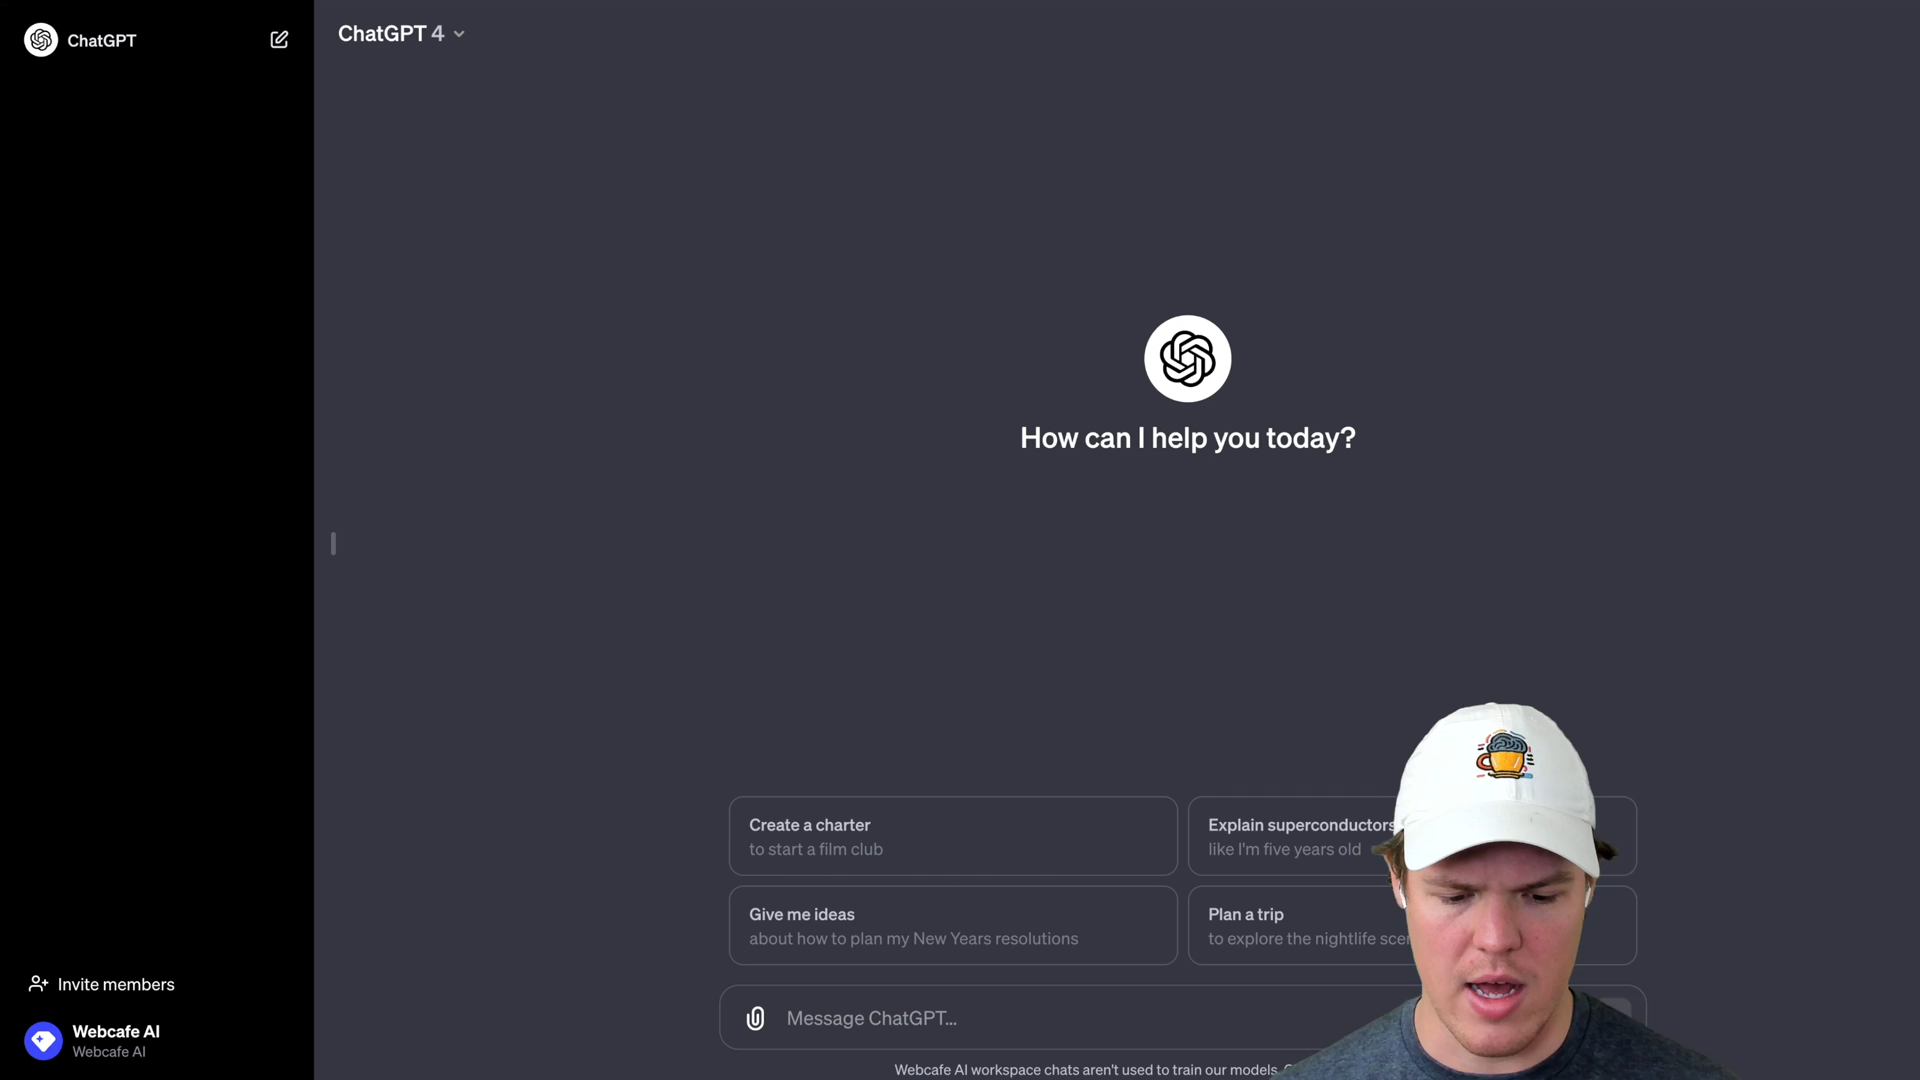 ChatGPT
ChatGPT 4
How can I help you today?
Create a charter
to start a film club
Explain superconductors
like I'm five years old
Give me ideas
about how to plan my New Years resolutions
Plan a trip
to explore the nightlife
Message ChatGPT...
Invite members
Webcafe AI
Webcafe AI
Webcafe AI workspace chats aren't used to train our models.